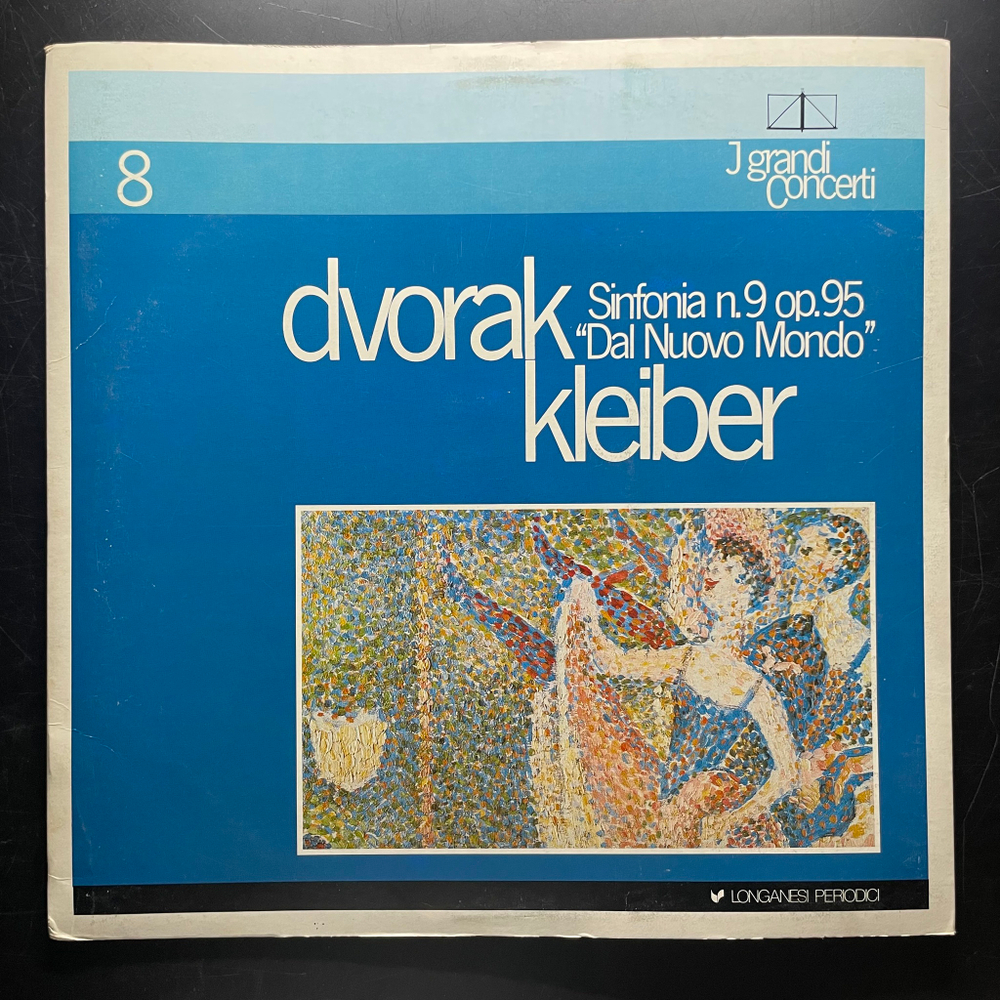 8
J grandi
concerti
dvorak
Sinfonia n.9 op.95
“Dal Nuovo Mondo”
kleiber
LONGANESI PERIODICI